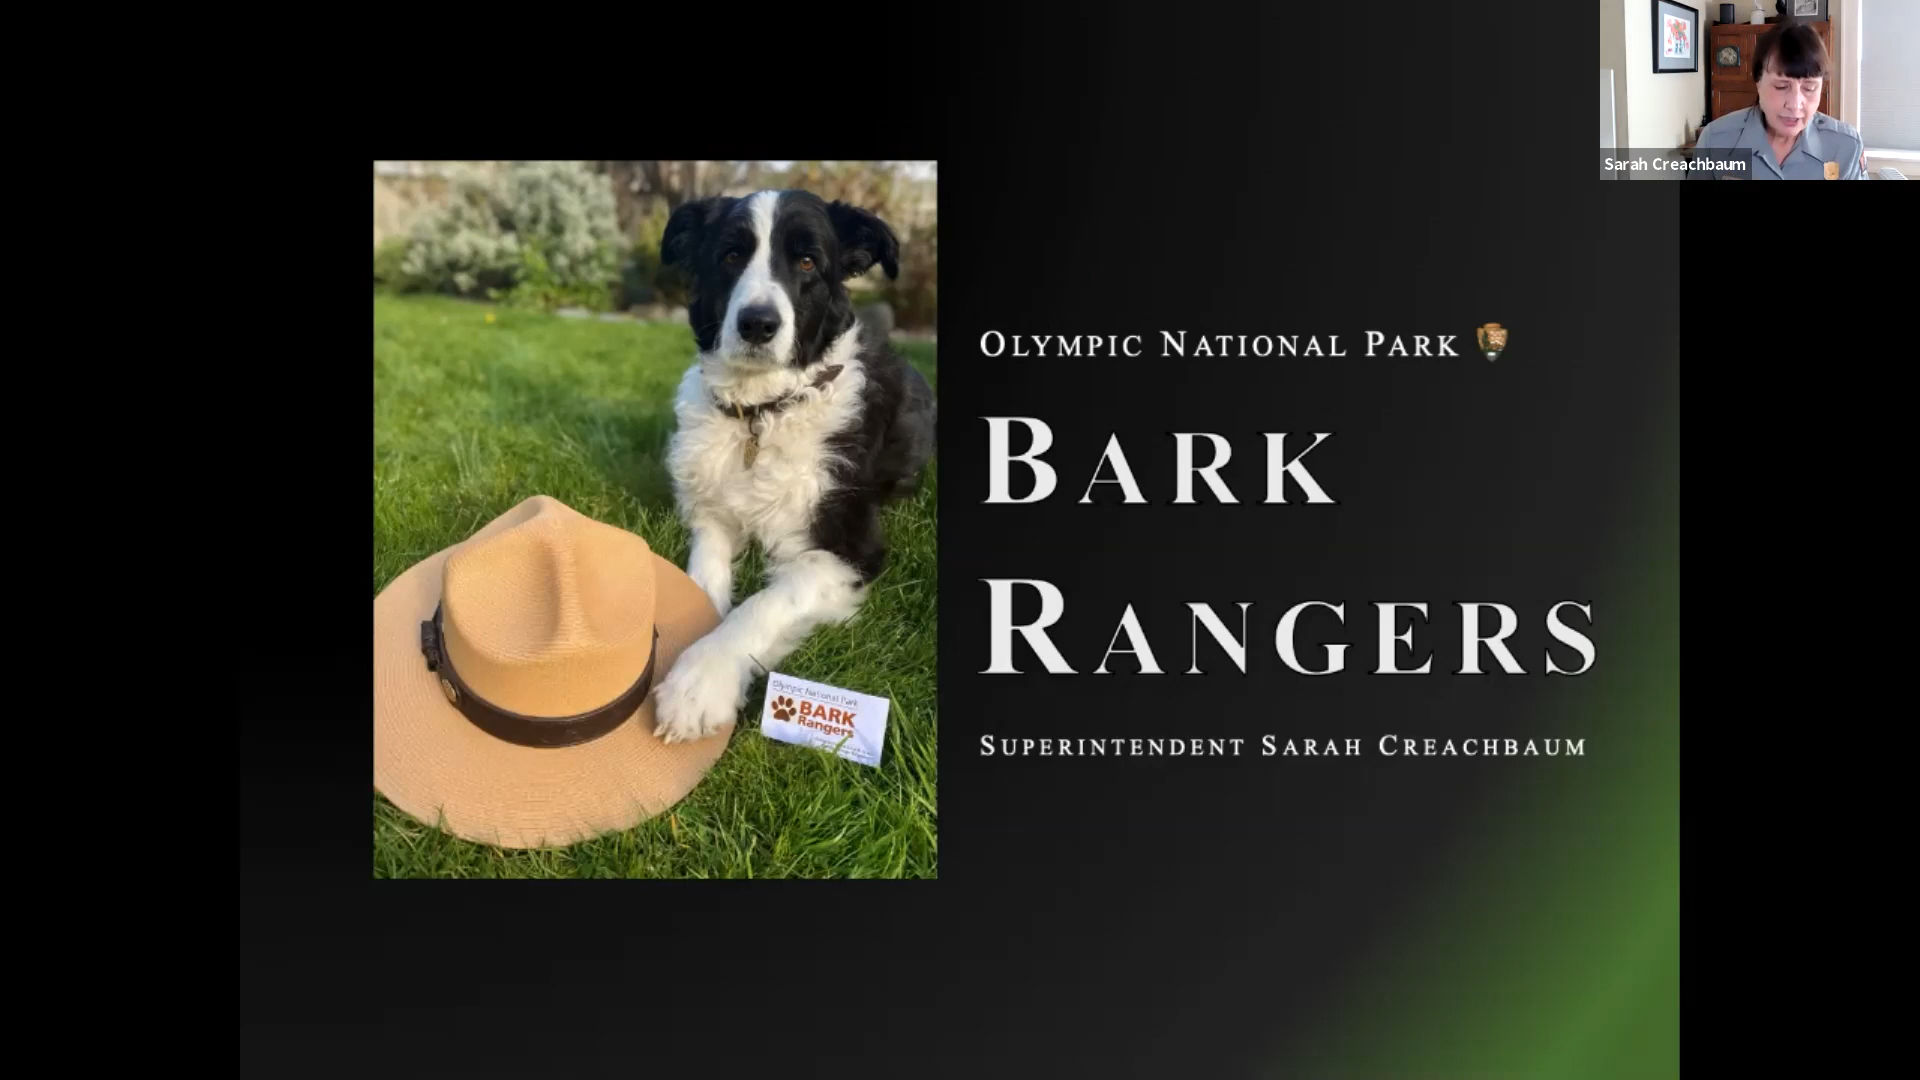 Sarah Creachbaum
OLYMPIC NATIONAL PARK
BARK
RANGERS
SUPERINTENDENT SARAH CREACHBAUM
Olympic National Park
BARK
Rangers